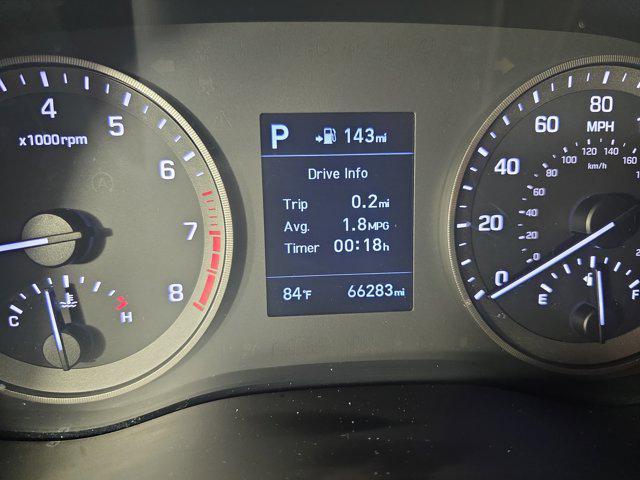 P 143mi
Drive Info
Trip 0.2mi
Avg. 1.8MPG
Timer 00:18h
84°F 66283mi
4 5 6 7 8
x1000rpm
C H
0 20 40 60 80
MPH
km/h
0 20 40 60 80 100 120 140 160
E F